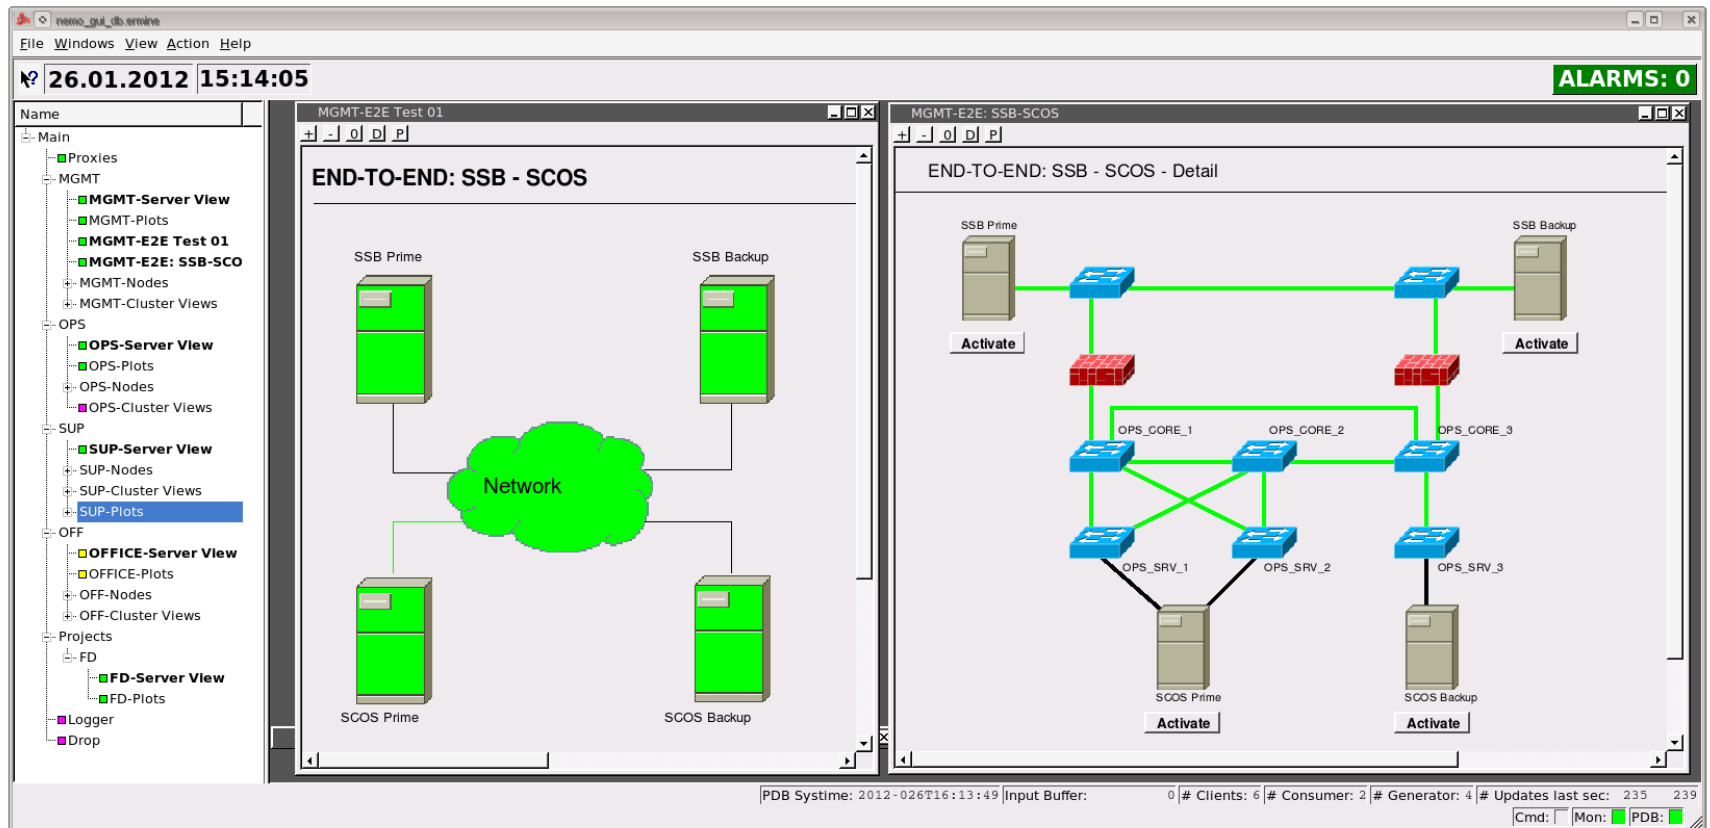 nemo_gui_db.ermine
File Windows View Action Help
26.01.2012 15:14:05
ALARMS: 0
Name
Main
Proxies
MGMT
MGMT-Server View
MGMT-Plots
MGMT-E2E Test 01
MGMT-E2E: SSB-SCO
MGMT-Nodes
MGMT-Cluster Views
OPS
OPS-Server View
OPS-Plots
OPS-Nodes
OPS-Cluster Views
SUP
SUP-Server View
SUP-Nodes
SUP-Cluster Views
SUP-Plots
OFF
OFFICE-Server View
OFFICE-Plots
OFF-Nodes
OFF-Cluster Views
Projects
FD
FD-Server View
FD-Plots
Logger
Drop
MGMT-E2E Test 01
+ - 0 D P
END-TO-END: SSB - SCOS
SSB Prime
SSB Backup
Network
SCOS Prime
SCOS Backup
MGMT-E2E: SSB-SCOS
+ - 0 D P
END-TO-END: SSB - SCOS - Detail
SSB Prime
SSB Backup
Activate
Activate
OPS_CORE_1
OPS_CORE_2
OPS_CORE_3
OPS_SRV_1
OPS_SRV_2
OPS_SRV_3
SCOS Prime
SCOS Backup
Activate
Activate
PDB Systime: 2012-026T16:13:49 Input Buffer: 0 # Clients: 6 # Consumer: 2 # Generator: 4 # Updates last sec: 235 239
Cmd: Mon: PDB: